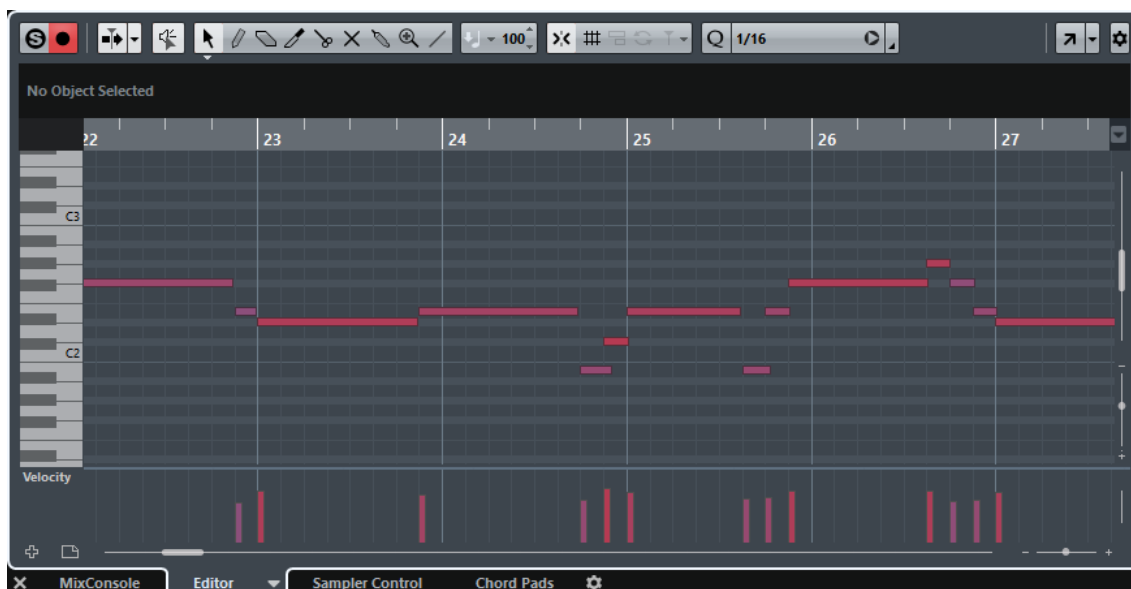 S 100 Q 1/16
No Object Selected
22 23 24 25 26 27
C3
C2
Velocity
MixConsole Editor Sampler Control Chord Pads